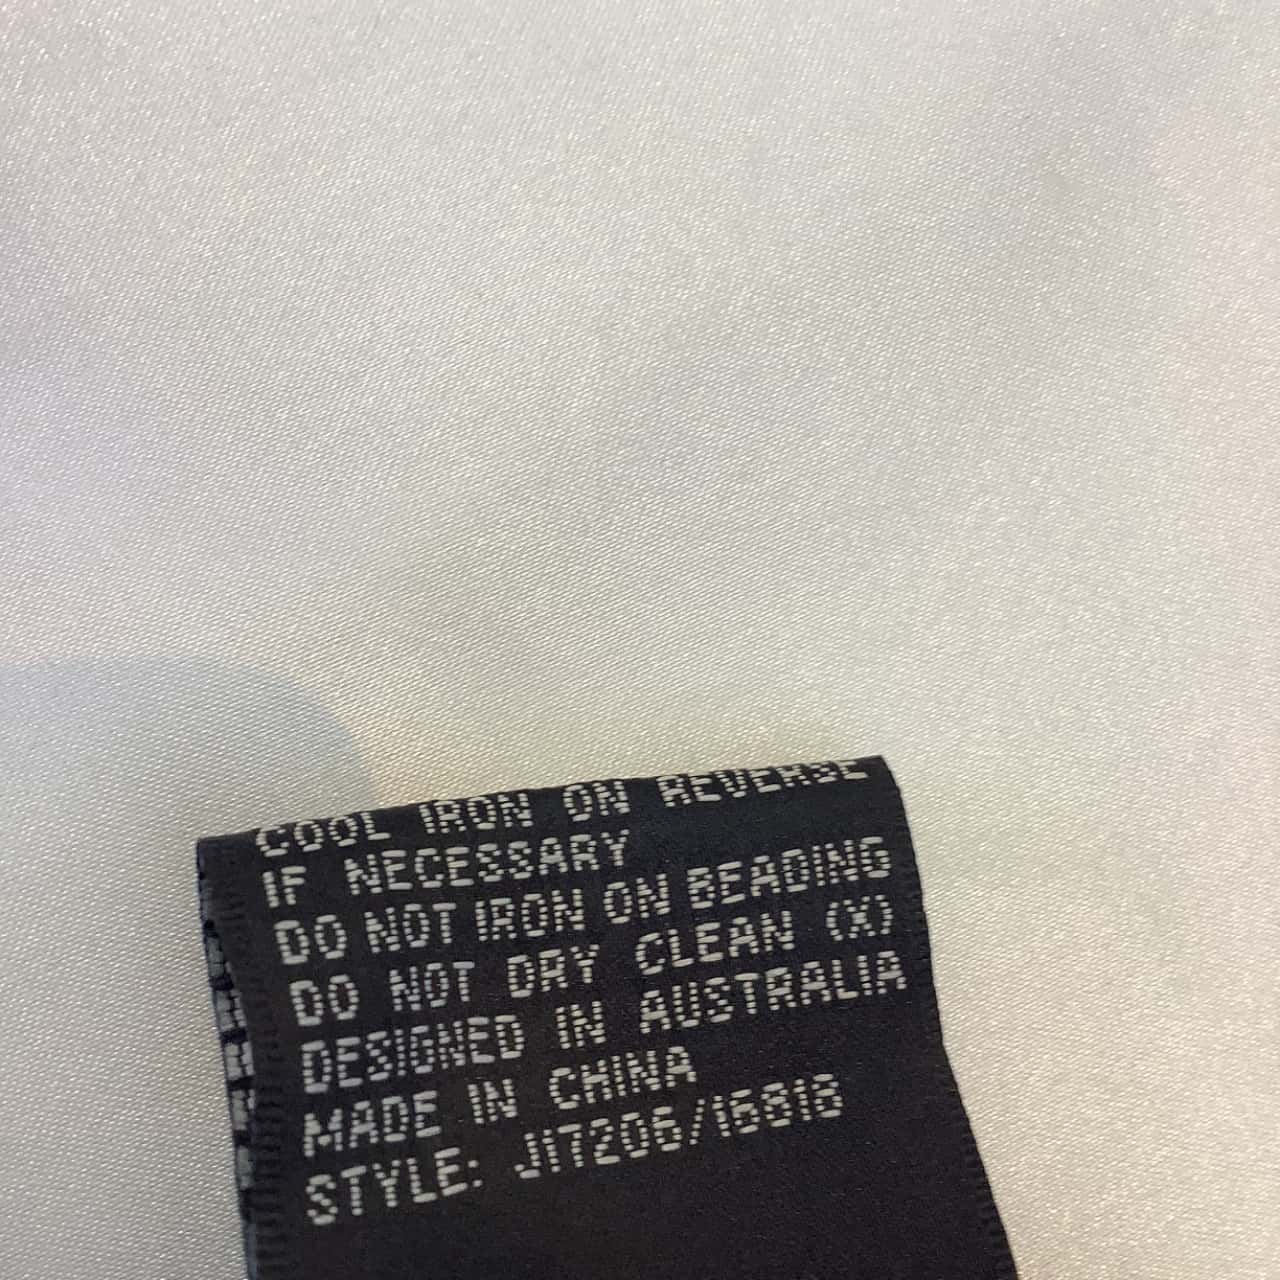 COOL IRON ON REVERSE
IF NECESSARY
DO NOT IRON ON BEADING
DO NOT DRY CLEAN (X)
DESIGNED IN AUSTRALIA
MADE IN CHINA
STYLE: J17206/16818